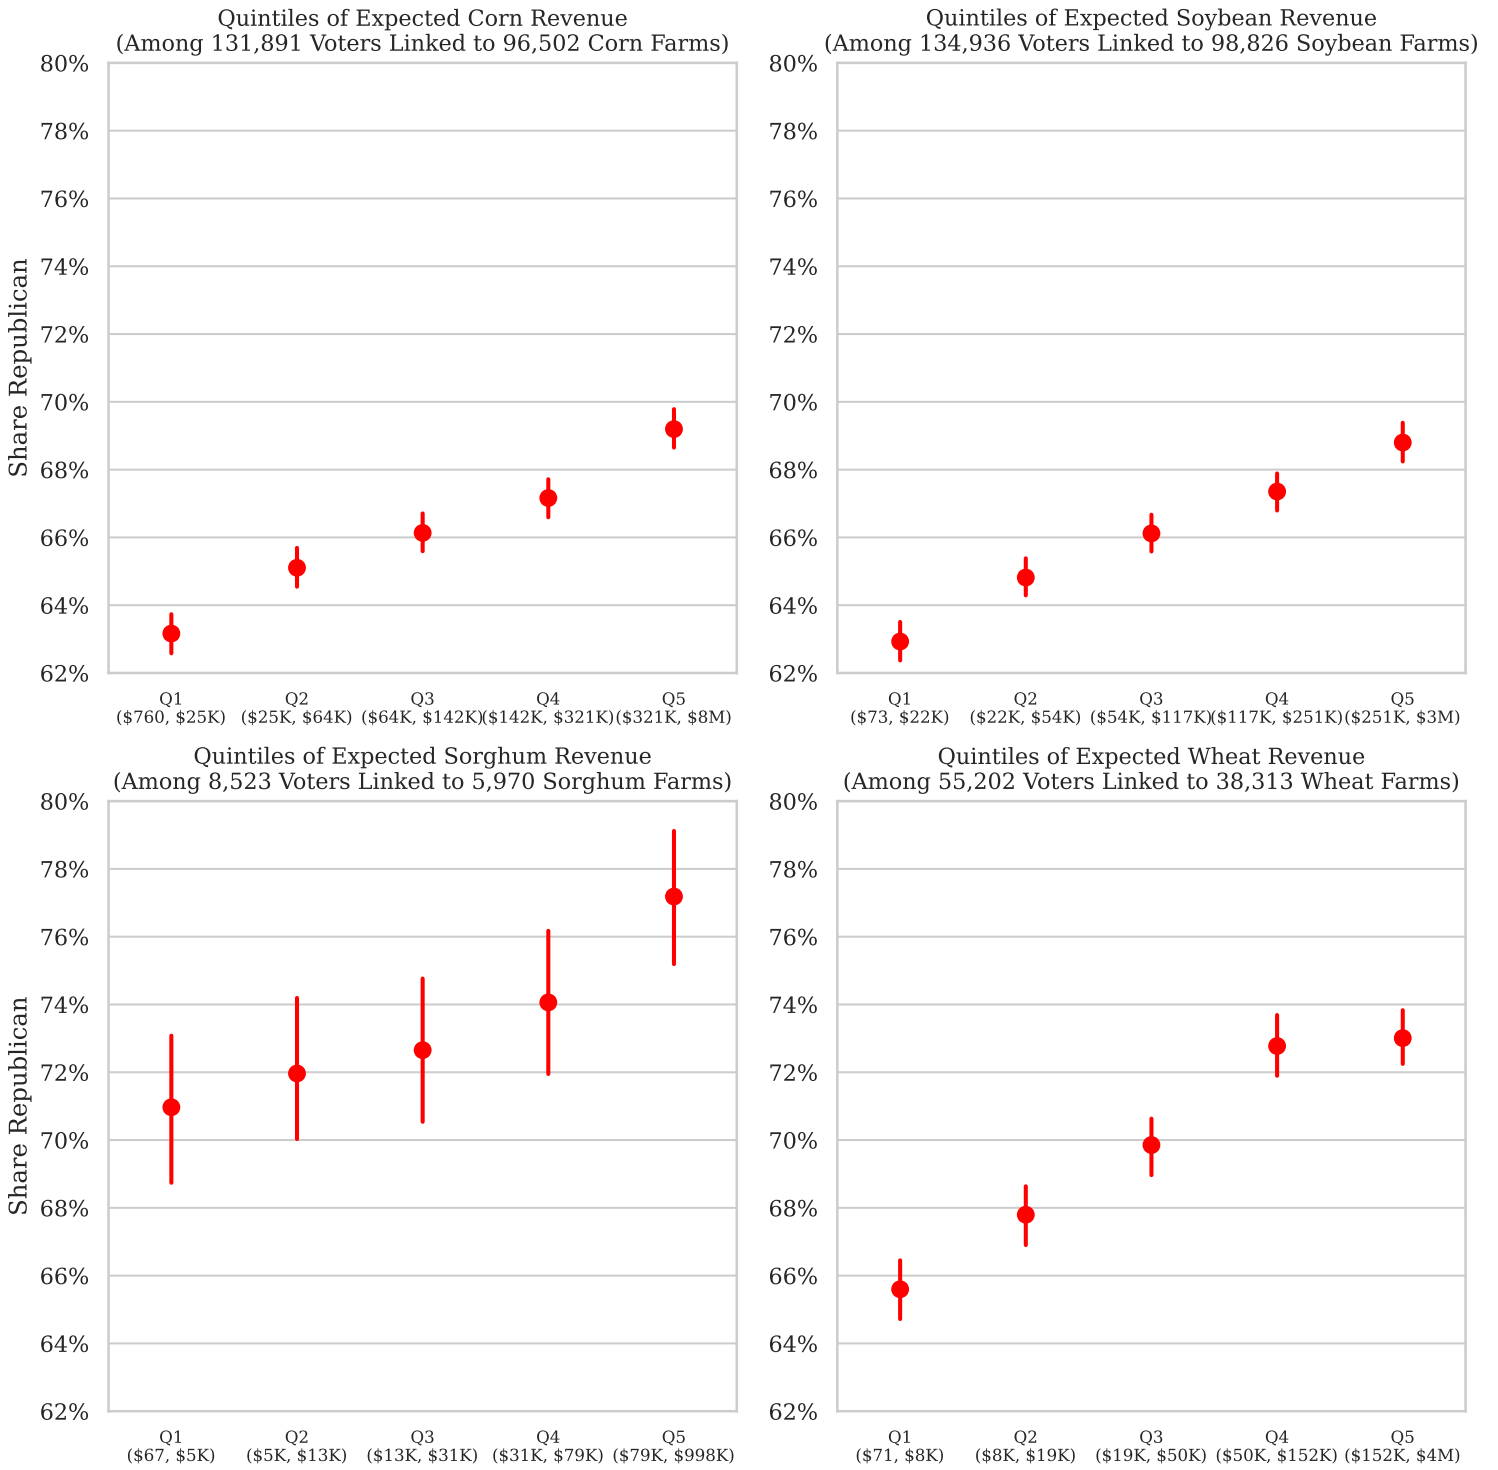 Quintiles of Expected Corn Revenue
(Among 131,891 Voters Linked to 96,502 Corn Farms)
Share Republican
80%
78%
76%
74%
72%
70%
68%
66%
64%
62%
Q1 Q2 Q3 Q4 Q5
($760, $25K) ($25K, $64K) ($64K, $142K) ($142K, $321K) ($321K, $8M)
Quintiles of Expected Soybean Revenue
(Among 134,936 Voters Linked to 98,826 Soybean Farms)
80%
78%
76%
74%
72%
70%
68%
66%
64%
62%
Q1 Q2 Q3 Q4 Q5
($73, $22K) ($22K, $54K) ($54K, $117K) ($117K, $251K) ($251K, $3M)
Quintiles of Expected Sorghum Revenue
(Among 8,523 Voters Linked to 5,970 Sorghum Farms)
Share Republican
80%
78%
76%
74%
72%
70%
68%
66%
64%
62%
Q1 Q2 Q3 Q4 Q5
($67, $5K) ($5K, $13K) ($13K, $31K) ($31K, $79K) ($79K, $998K)
Quintiles of Expected Wheat Revenue
(Among 55,202 Voters Linked to 38,313 Wheat Farms)
80%
78%
76%
74%
72%
70%
68%
66%
64%
62%
Q1 Q2 Q3 Q4 Q5
($71, $8K) ($8K, $19K) ($19K, $50K) ($50K, $152K) ($152K, $4M)